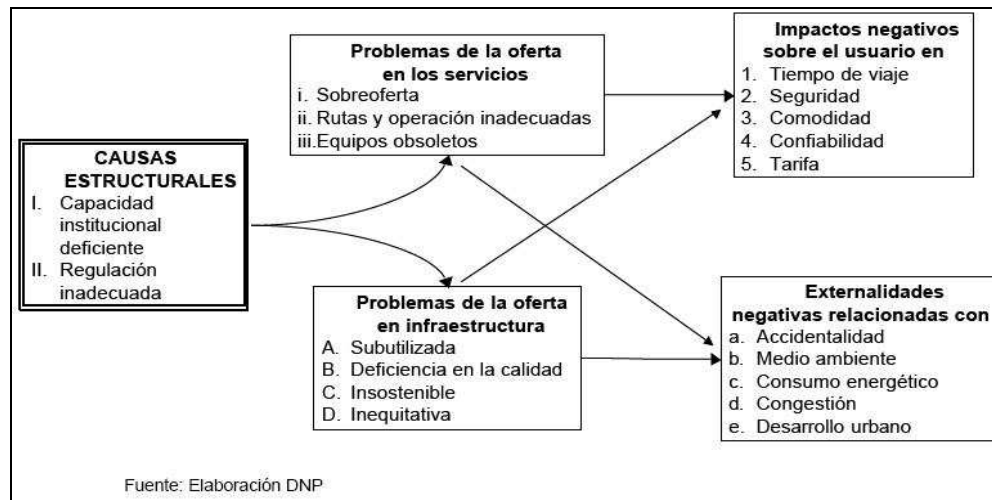 CAUSAS
ESTRUCTURALES
I. Capacidad
institucional
deficiente
II. Regulación
inadecuada
Problemas de la oferta
en los servicios
i. Sobreoferta
ii. Rutas y operación inadecuadas
iii.Equipos obsoletos
Problemas de la oferta
en infraestructura
A. Subutilizada
B. Deficiencia en la calidad
C. Insostenible
D. Inequitativa
Impactos negativos
sobre el usuario en
1. Tiempo de viaje
2. Seguridad
3. Comodidad
4. Confiabilidad
5. Tarifa
Externalidades
negativas relacionadas con
a. Accidentalidad
b. Medio ambiente
c. Consumo energético
d. Congestión
e. Desarrollo urbano
Fuente: Elaboración DNP